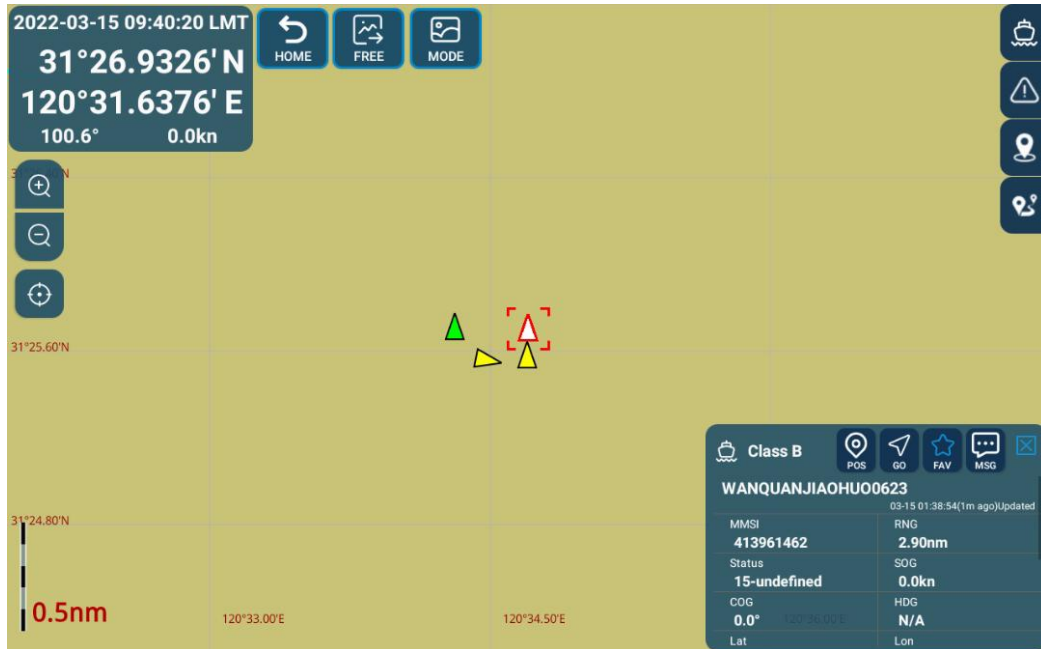 2022-03-15 09:40:20 LMT
31°26.9326' N
120°31.6376' E
100.6° 0.0kn
HOME
FREE
MODE
31°25.60'N
31°24.80'N
0.5nm
120°33.00'E
120°34.50'E
Class B
POS
GO
FAV
MSG
WANQUANJIAOHUO0623
03-15 01:38:54(1m ago)Updated
MMSI
413961462
RNG
2.90nm
Status
15-undefined
SOG
0.0kn
COG
0.0°
120°36.00'E
HDG
N/A
Lat
Lon